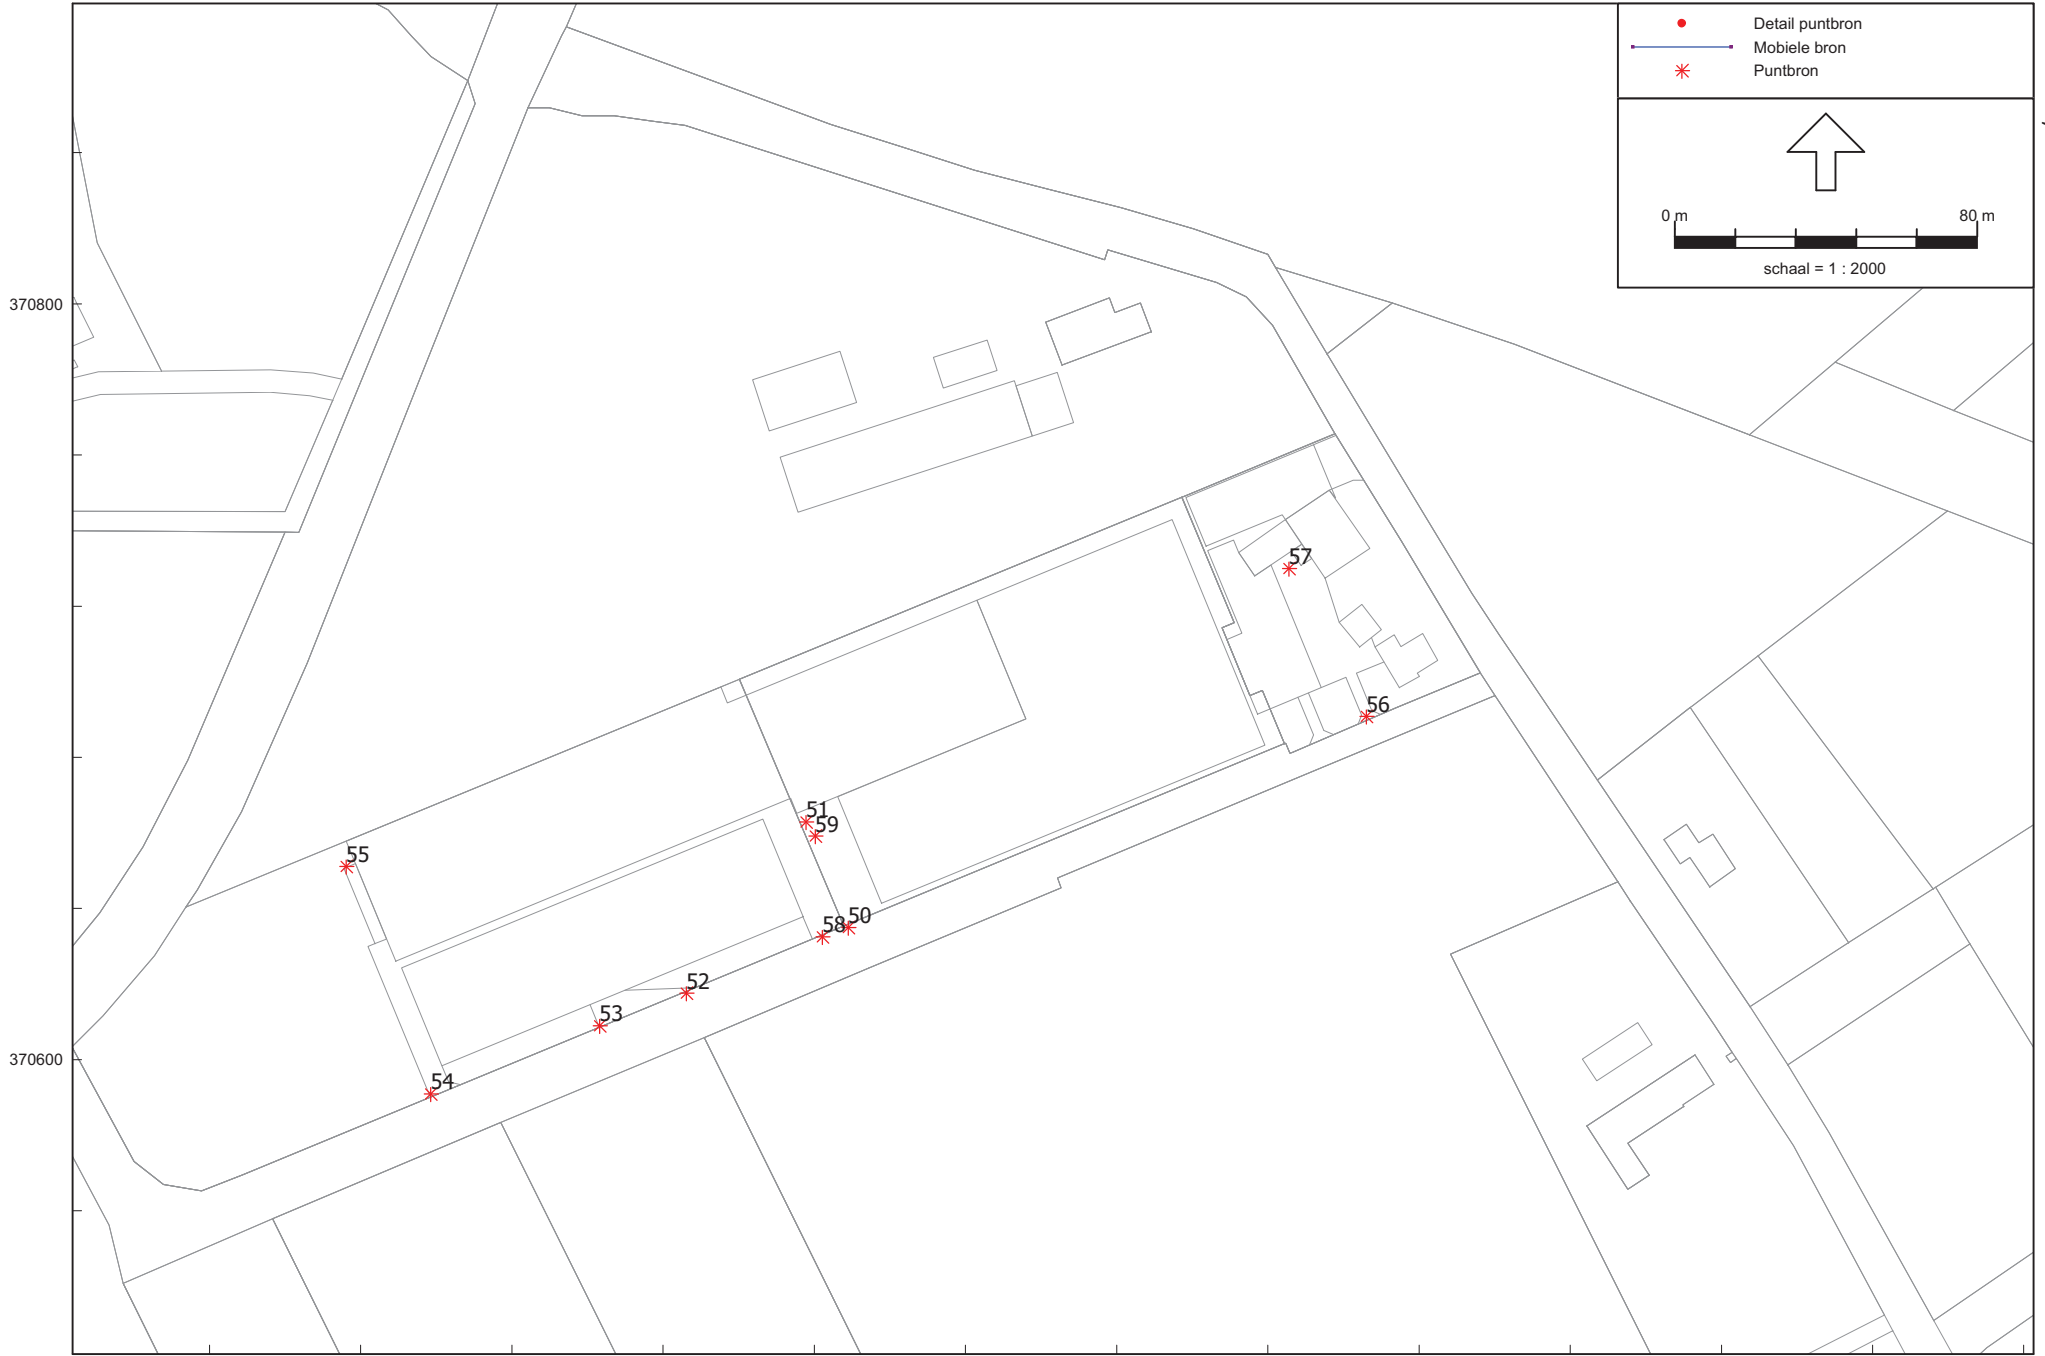 Detail puntbron
Mobiele bron
Puntbron
0 m 80 m
schaal = 1 : 2000
370800
57
56
51
59
55
58 50
52
53
370600
54